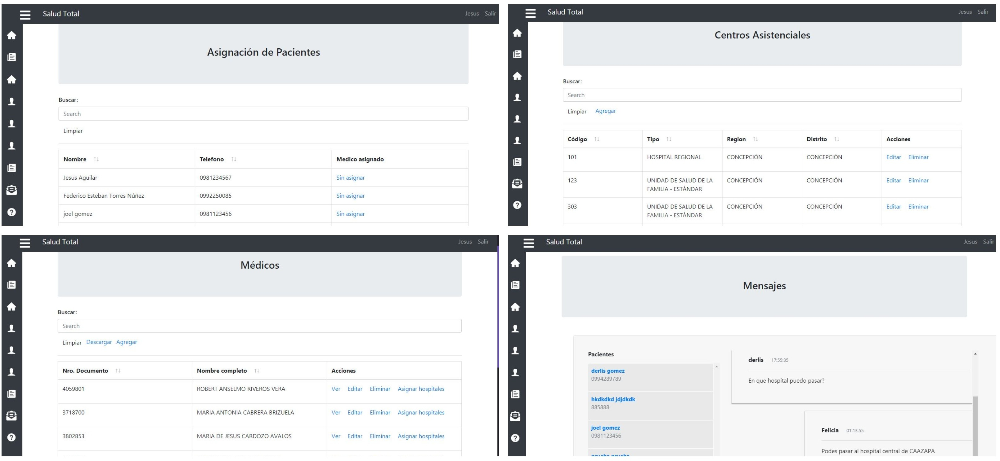 Salud Total Jesus Salir
Asignación de Pacientes
Buscar:
Search
Limpiar
Nombre ↑↓ Telefono ↑↓ Medico asignado
Jesus Aguilar 0981234567 Sin asignar
Federico Esteban Torres Núñez 0992250085 Sin asignar
joel gomez 0981123456 Sin asignar
Salud Total Jesus Salir
Centros Asistenciales
Buscar:
Search
Limpiar Agregar
Código ↑↓ Tipo ↑↓ Region ↑↓ Distrito ↑↓ Acciones
101 HOSPITAL REGIONAL CONCEPCIÓN CONCEPCIÓN Editar Eliminar
123 UNIDAD DE SALUD DE LA CONCEPCIÓN CONCEPCIÓN Editar Eliminar
FAMILIA - ESTÁNDAR
303 UNIDAD DE SALUD DE LA CONCEPCIÓN CONCEPCIÓN Editar Eliminar
FAMILIA - ESTÁNDAR
Salud Total Jesus Salir
Médicos
Buscar:
Search
Limpiar Descargar Agregar
Nro. Documento ↑↓ Nombre completo ↑↓ Acciones
4059801 ROBERT ANSELMO RIVEROS VERA Ver Editar Eliminar Asignar hospitales
3718700 MARIA ANTONIA CABRERA BRIZUELA Ver Editar Eliminar Asignar hospitales
3802853 MARIA DE JESUS CARDOZO AVALOS Ver Editar Eliminar Asignar hospitales
Salud Total Jesus Salir
Mensajes
Pacientes
derlis gomez
0994289789
hkdkdkd jdjdkdk
885888
joel gomez
0981123456
prueba prueba
derlis 17:55:35
En que hospital puedo pasar?
Felicia 01:13:55
Podes pasar al hospital central de CAAZAPA